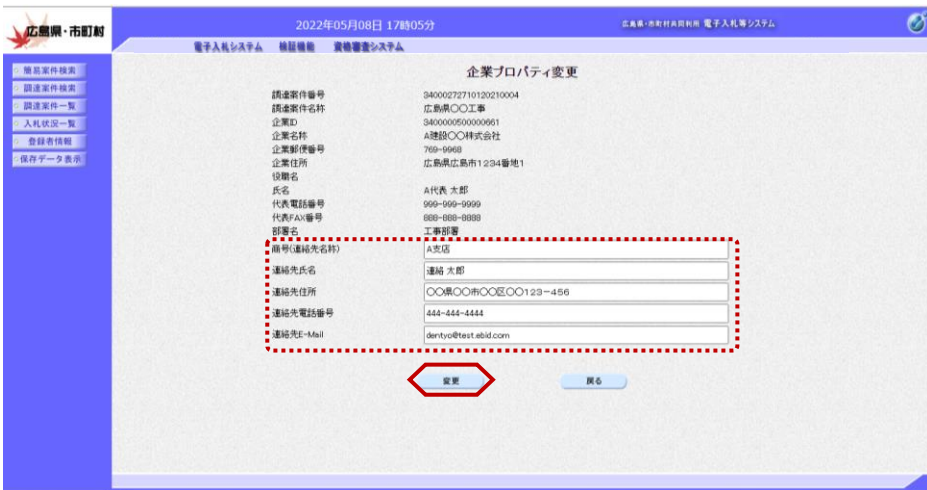 広島県・市町村
2022年05月08日 17時05分
広島県・市町村共同利用 電子入札等システム
電子入札システム 検証機能 資格審査システム
簡易案件検索
調達案件検索
調達案件一覧
入札状況一覧
登録者情報
保存データ表示
企業プロパティ変更
調達案件番号 34000272710120210004
調達案件名称 広島県〇〇工事
企業ID 3400000500000661
企業名称 A建設〇〇株式会社
企業郵便番号 769-9968
企業住所 広島県広島市1234番地1
役職名
氏名 A代表 太郎
代表電話番号 999-999-9999
代表FAX番号 888-888-8888
部署名 工事部署
商号(連絡先名称) A支店
連絡先氏名 連絡 太郎
連絡先住所 〇〇県〇〇市〇〇区〇〇123-456
連絡先電話番号 444-444-4444
連絡先E-Mail dentyo@test.ebid.com
変更 戻る